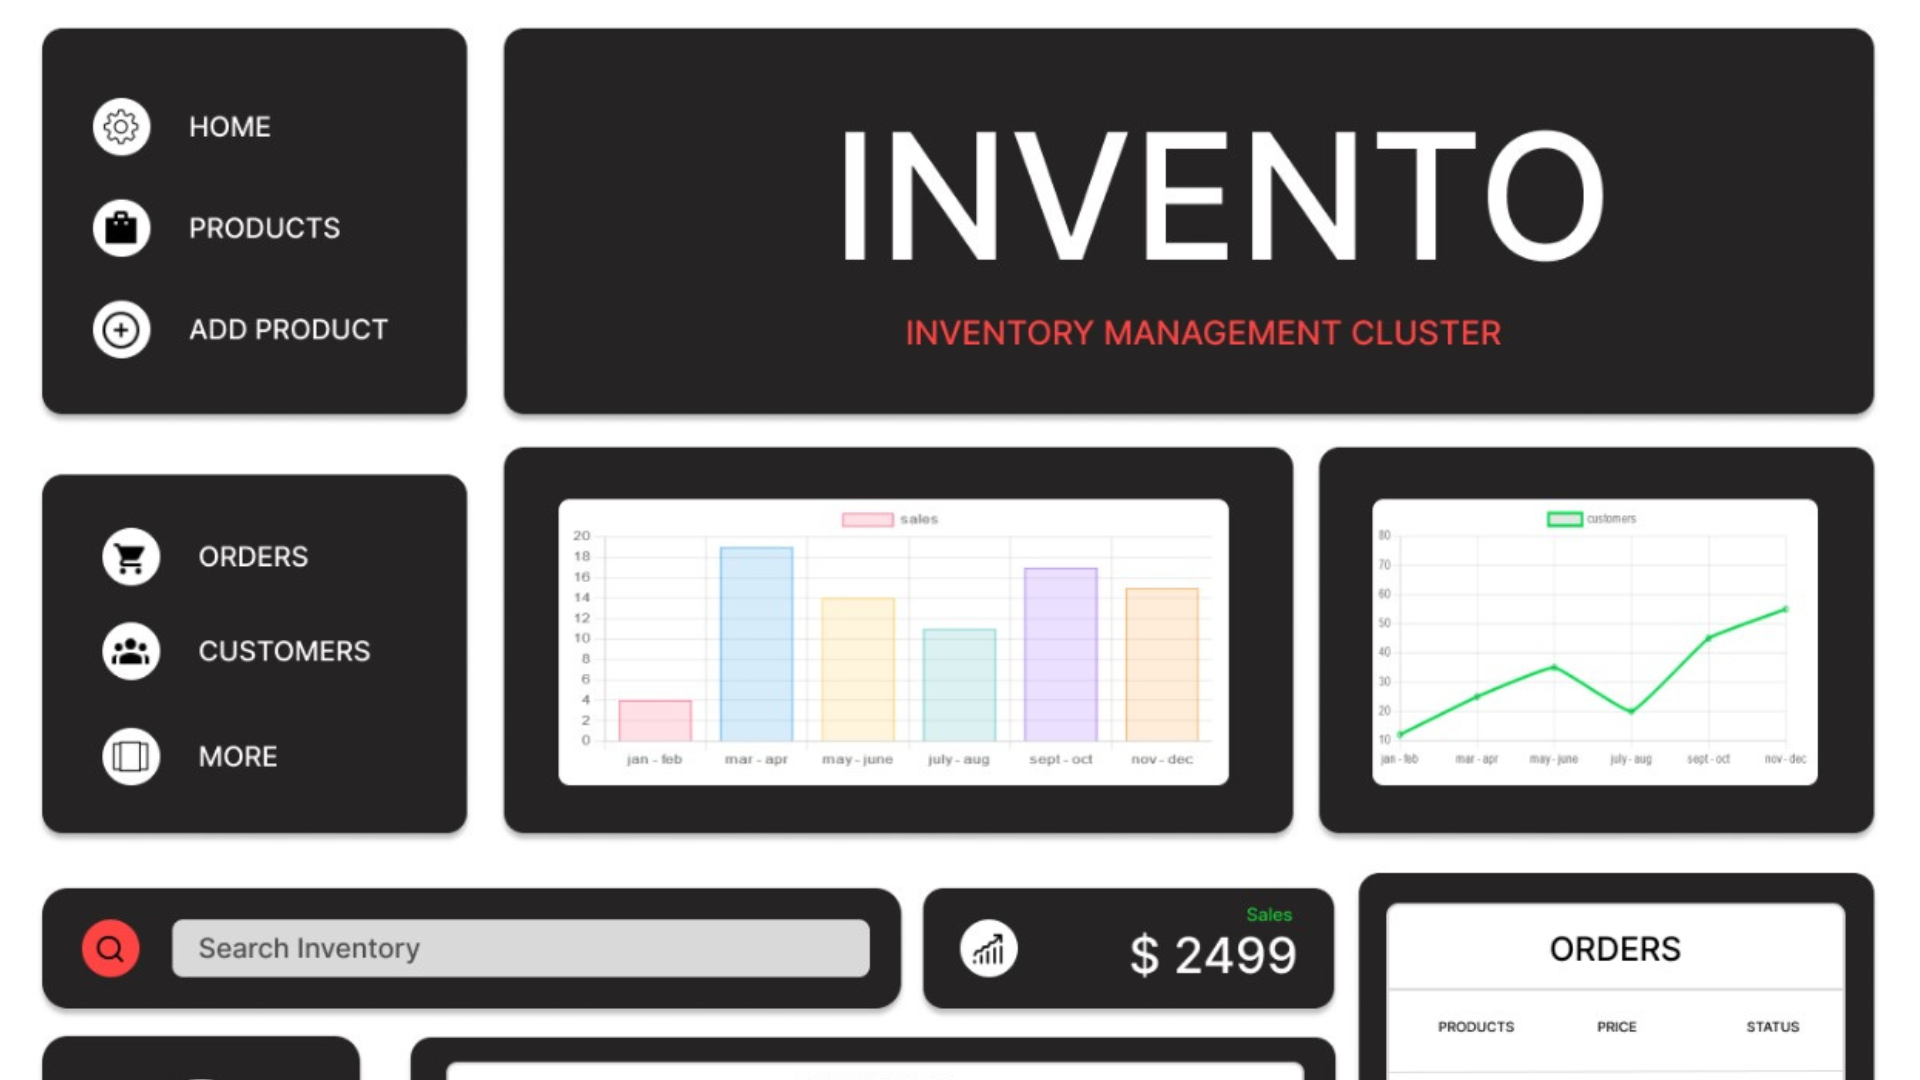 HOME
PRODUCTS
ADD PRODUCT
INVENTO
INVENTORY MANAGEMENT CLUSTER
ORDERS
CUSTOMERS
MORE
sales
20
18
16
14
12
10
8
6
4
2
0
jan - feb mar - apr may - june july - aug sept - oct nov - dec
customers
80
70
60
50
40
30
20
10
jan - feb mar - apr may - june july - aug sept - oct nov - dec
Search Inventory
Sales
$ 2499
ORDERS
PRODUCTS PRICE STATUS